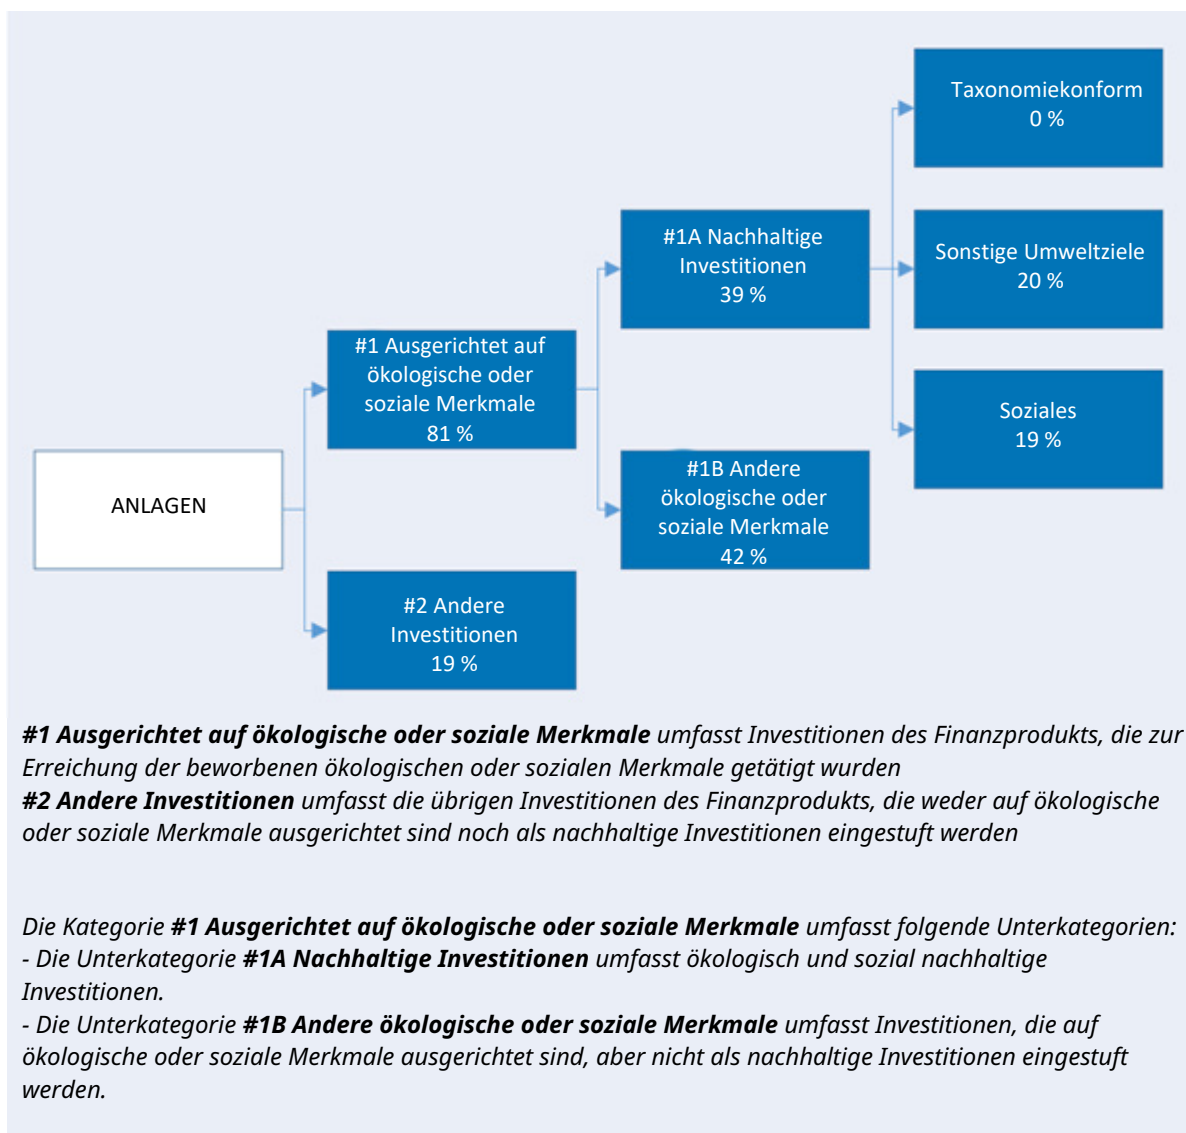 Taxonomiekonform
0 %
#1A Nachhaltige
Investitionen
39 %
Sonstige Umweltziele
20 %
#1 Ausgerichtet auf
ökologische oder
soziale Merkmale
81 %
Soziales
19 %
ANLAGEN
#1B Andere
ökologische oder
soziale Merkmale
42 %
#2 Andere
Investitionen
19 %
#1 Ausgerichtet auf ökologische oder soziale Merkmale umfasst Investitionen des Finanzprodukts, die zur
Erreichung der beworbenen ökologischen oder sozialen Merkmale getätigt wurden
#2 Andere Investitionen umfasst die übrigen Investitionen des Finanzprodukts, die weder auf ökologische
oder soziale Merkmale ausgerichtet sind noch als nachhaltige Investitionen eingestuft werden
Die Kategorie #1 Ausgerichtet auf ökologische oder soziale Merkmale umfasst folgende Unterkategorien:
- Die Unterkategorie #1A Nachhaltige Investitionen umfasst ökologisch und sozial nachhaltige
Investitionen.
- Die Unterkategorie #1B Andere ökologische oder soziale Merkmale umfasst Investitionen, die auf
ökologische oder soziale Merkmale ausgerichtet sind, aber nicht als nachhaltige Investitionen eingestuft
werden.